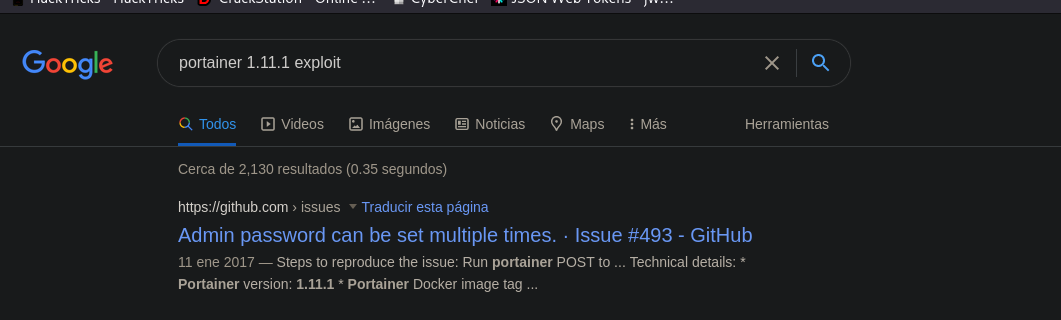 HackTricks - HackTricks CrackStation - Online ... CyberChef JSON Web Tokens - jw...
Google
portainer 1.11.1 exploit
Todos Videos Imágenes Noticias Maps Más Herramientas
Cerca de 2,130 resultados (0.35 segundos)
https://github.com › issues Traducir esta página
Admin password can be set multiple times. · Issue #493 - GitHub
11 ene 2017 — Steps to reproduce the issue: Run portainer POST to ... Technical details: *
Portainer version: 1.11.1 * Portainer Docker image tag ...